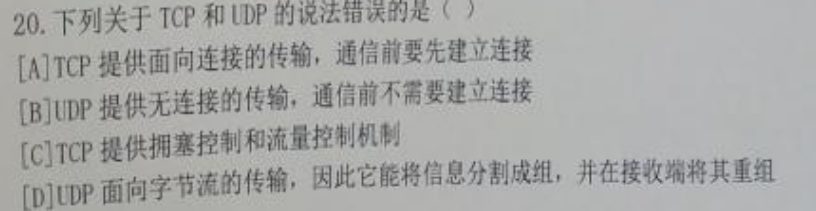 20.下列关于 TCP 和 UDP 的说法错误的是（ ）
[A]TCP 提供面向连接的传输，通信前要先建立连接
[B]UDP 提供无连接的传输，通信前不需要建立连接
[C]TCP 提供拥塞控制和流量控制机制
[D]UDP 面向字节流的传输，因此它能将信息分割成组，并在接收端将其重组